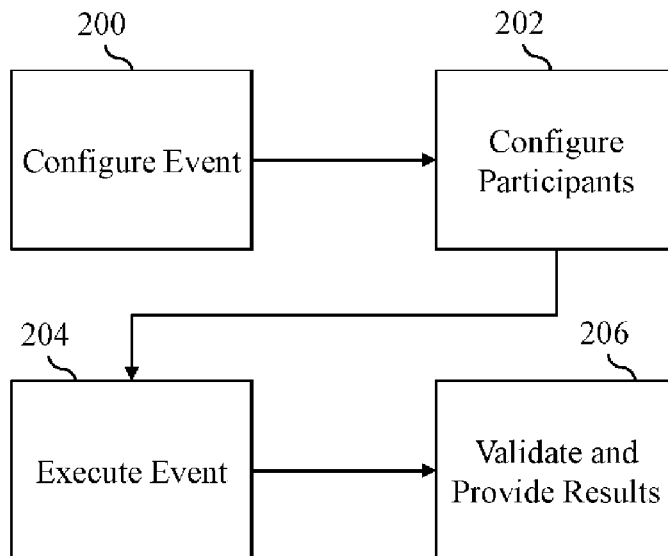 200
202
Configure Event
Configure
Participants
204
206
Execute Event
Validate and
Provide Results